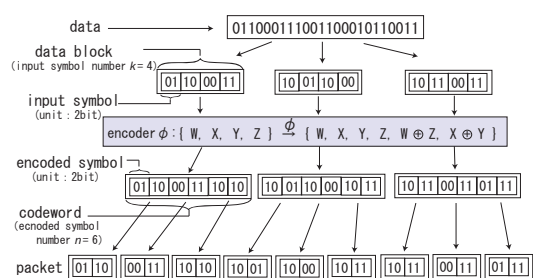 data 011000111001100010110011
data block
(input symbol number k= 4)
01 10 00 11 10 01 10 00 10 11 00 11
input symbol
(unit : 2bit)
encoder ϕ : { W, X, Y, Z } ϕ→ { W, X, Y, Z, W ⊕ Z, X ⊕ Y }
encoded symbol
(unit : 2bit)
01 10 00 11 10 10 10 01 10 00 10 11 10 11 00 11 01 11
codeword
(ecnoded symbol
number n= 6)
packet 01 10 00 11 10 10 10 01 10 00 10 11 10 11 00 11 01 11